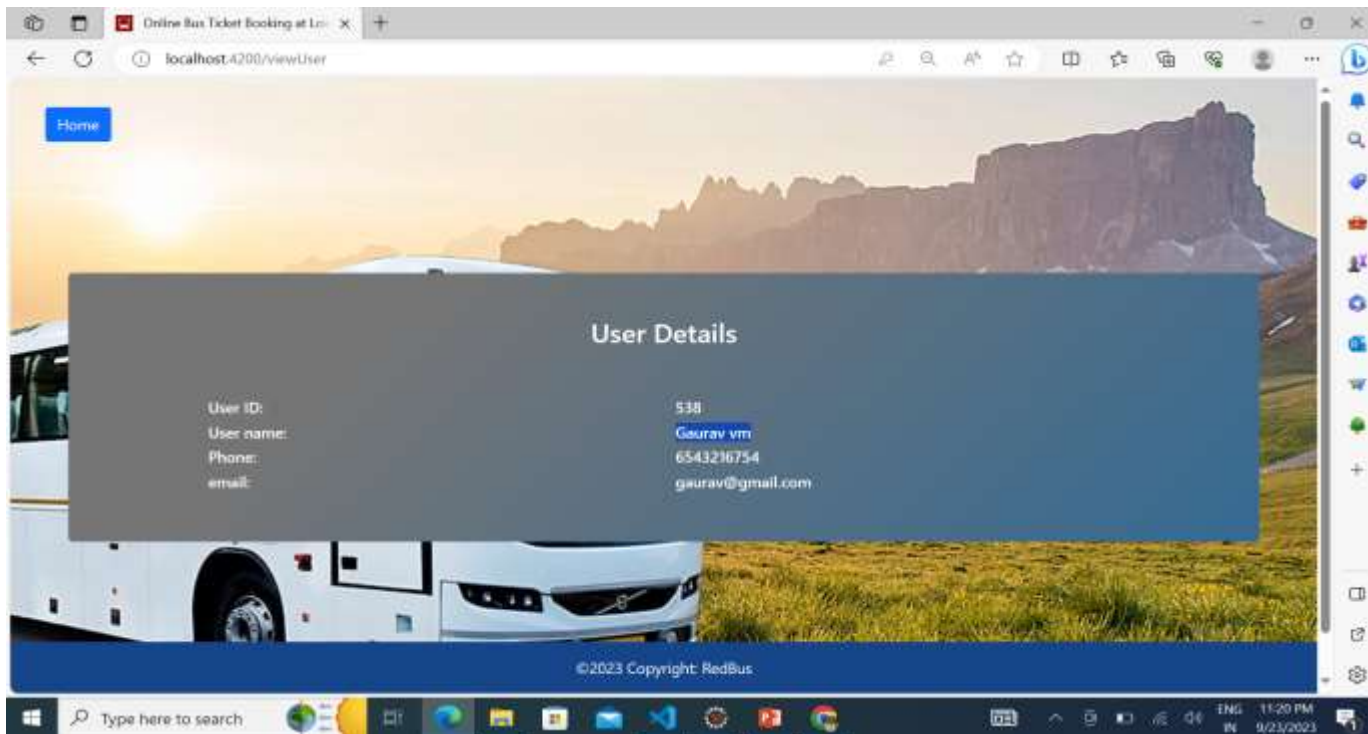 Online Bus Ticket Booking at Lo
localhost:4200/viewUser
Home
User Details
User ID: 538
User name: Gaurav vm
Phone: 6543216754
email: gaurav@gmail.com
©2023 Copyright: RedBus
Type here to search
ENG 11:20 PM
IN 9/23/2023